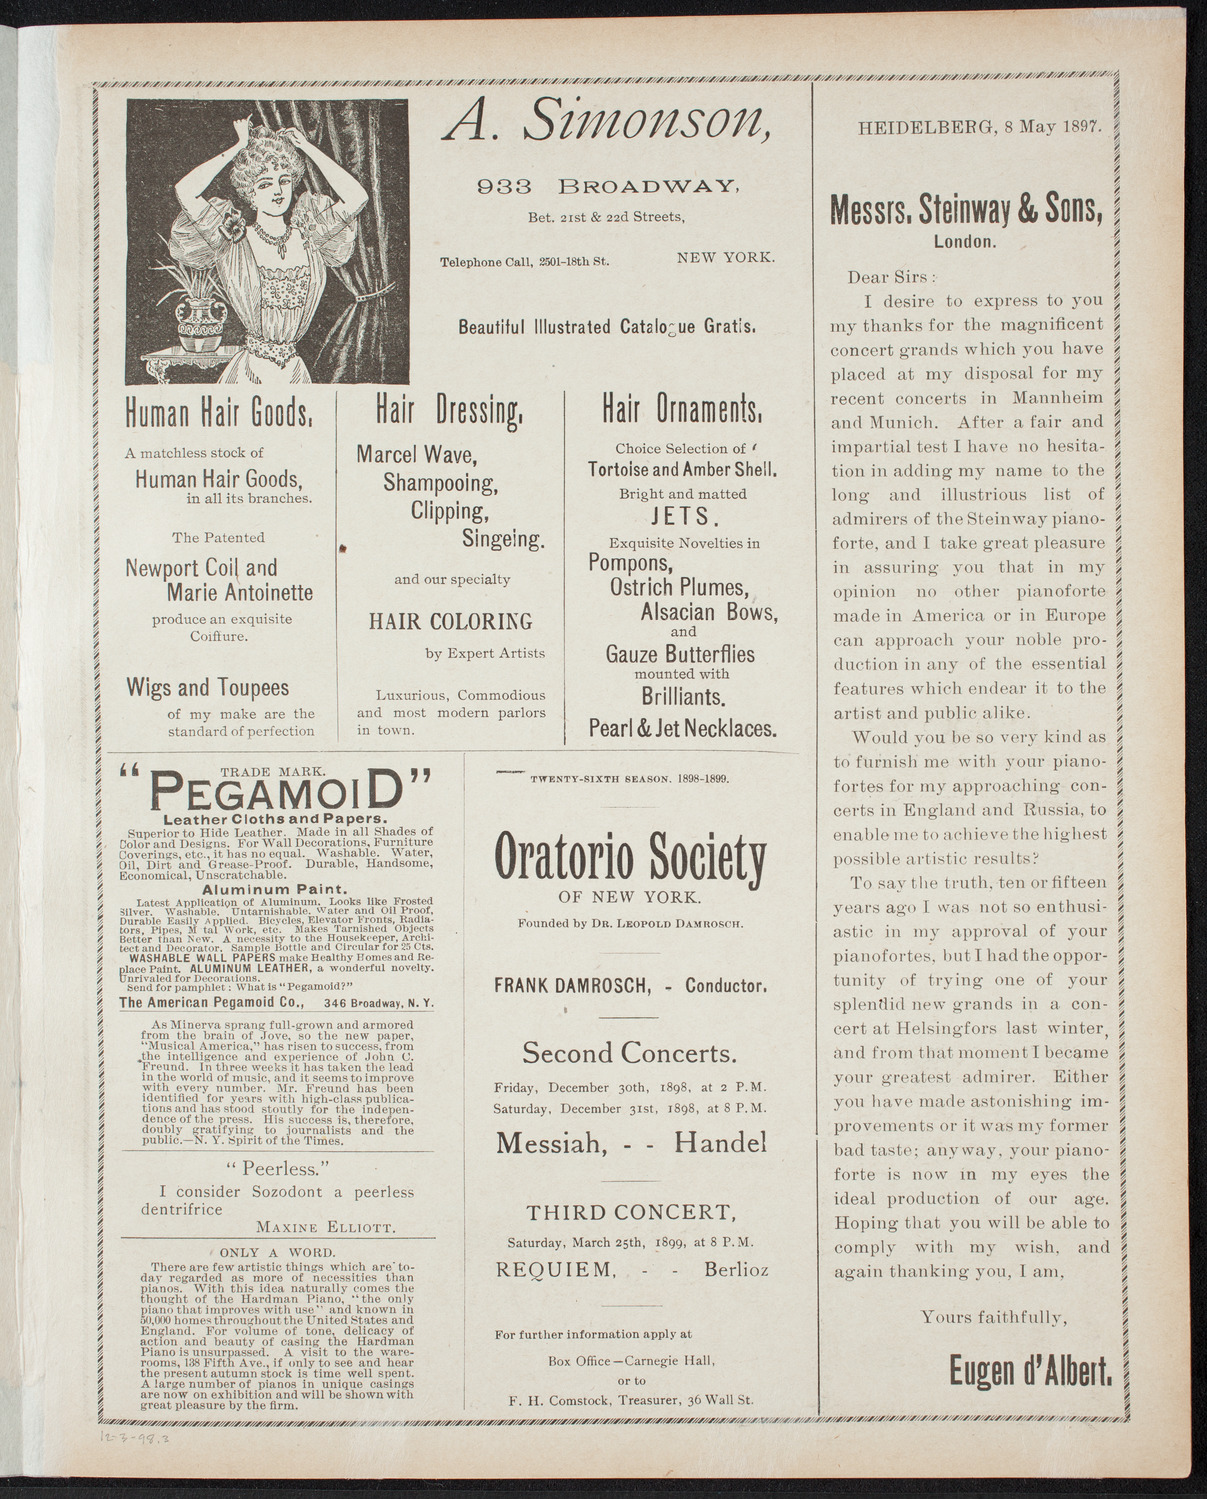 A. Simonson,
933 BROADWAY,
Bet. 21st & 22d Streets,
Telephone Call, 2501-18th St. NEW YORK.
Beautiful Illustrated Catalogue Gratis.
Human Hair Goods,
A matchless stock of
Human Hair Goods,
in all its branches.
The Patented
Newport Coil and
Marie Antoinette
produce an exquisite
Coiffure.
Wigs and Toupees
of my make are the
standard of perfection
Hair Dressing,
Marcel Wave,
Shampooing,
Clipping,
Singeing.
and our specialty
HAIR COLORING
by Expert Artists
Luxurious, Commodious
and most modern parlors
in town.
Hair Ornaments,
Choice Selection of
Tortoise and Amber Shell.
Bright and matted
JETS.
Exquisite Novelties in
Pompons,
Ostrich Plumes,
Alsacian Bows,
and
Gauze Butterflies
mounted with
Brilliants.
Pearl & Jet Necklaces.
TRADE MARK.
"PEGAMOID"
Leather Cloths and Papers.
Superior to Hide Leather. Made in all Shades of
Color and Designs. For Wall Decorations, Furniture
Coverings, etc., it has no equal. Washable. Water,
Oil, Dirt and Grease-Proof. Durable, Handsome,
Economical, Unscratchable.
Aluminum Paint.
Latest Application of Aluminum. Looks like Frosted
Silver. Washable. Untarnishable. Water and Oil Proof,
Durable Easily Applied. Bicycles, Elevator Fronts, Radia-
tors, Pipes, M tal Work, etc. Makes Tarnished Objects
Better than New. A necessity to the Housekeeper, Archi-
tect and Decorator. Sample Bottle and Circular for 25 Cts.
WASHABLE WALL PAPERS make Healthy Homes and Re-
place Paint. ALUMINUM LEATHER, a wonderful novelty.
Unrivaled for Decorations.
Send for pamphlet: What is "Pegamoid?"
The American Pegamoid Co., 346 Broadway, N. Y.
As Minerva sprang full-grown and armored
from the brain of Jove, so the new paper,
"Musical America," has risen to success, from
the intelligence and experience of John C.
Freund. In three weeks it has taken the lead
in the world of music, and it seems to improve
with every number. Mr. Freund has been
identified for years with high-class publica-
tions and has stood stoutly for the indepen-
dence of the press. His success is, therefore,
doubly gratifying to journalists and the
public.—N. Y. Spirit of the Times.
"Peerless."
I consider Sozodont a peerless
dentrifrice
MAXINE ELLIOTT.
ONLY A WORD.
There are few artistic things which are to-
day regarded as more of necessities than
pianos. With this idea naturally comes the
thought of the Hardman Piano, "the only
piano that improves with use" and known in
50,000 homes throughout the United States and
England. For volume of tone, delicacy of
action and beauty of casing the Hardman
Piano is unsurpassed. A visit to the ware-
rooms, 138 Fifth Ave., if only to see and hear
the present autumn stock is time well spent.
A large number of pianos in unique casings
are now on exhibition and will be shown with
great pleasure by the firm.
TWENTY-SIXTH SEASON. 1898-1899.
Oratorio Society
OF NEW YORK.
Founded by DR. LEOPOLD DAMROSCH.
FRANK DAMROSCH, - Conductor.
Second Concerts.
Friday, December 30th, 1898, at 2 P.M.
Saturday, December 31st, 1898, at 8 P.M.
Messiah, - - Handel
THIRD CONCERT,
Saturday, March 25th, 1899, at 8 P.M.
REQUIEM, - - Berlioz
For further information apply at
Box Office—Carnegie Hall,
or to
F. H. Comstock, Treasurer, 36 Wall St.
HEIDELBERG, 8 May 1897.
Messrs. Steinway & Sons,
London.
Dear Sirs:
I desire to express to you
my thanks for the magnificent
concert grands which you have
placed at my disposal for my
recent concerts in Mannheim
and Munich. After a fair and
impartial test I have no hesita-
tion in adding my name to the
long and illustrious list of
admirers of the Steinway piano-
forte, and I take great pleasure
in assuring you that in my
opinion no other pianoforte
made in America or in Europe
can approach your noble pro-
duction in any of the essential
features which endear it to the
artist and public alike.
Would you be so very kind as
to furnish me with your piano-
fortes for my approaching con-
certs in England and Russia, to
enable me to achieve the highest
possible artistic results?
To say the truth, ten or fifteen
years ago I was not so enthusi-
astic in my approval of your
pianofortes, but I had the oppor-
tunity of trying one of your
splendid new grands in a con-
cert at Helsingfors last winter,
and from that moment I became
your greatest admirer. Either
you have made astonishing im-
provements or it was my former
bad taste; anyway, your piano-
forte is now in my eyes the
ideal production of our age.
Hoping that you will be able to
comply with my wish, and
again thanking you, I am,
Yours faithfully,
Eugen d'Albert.
12-3-98.3